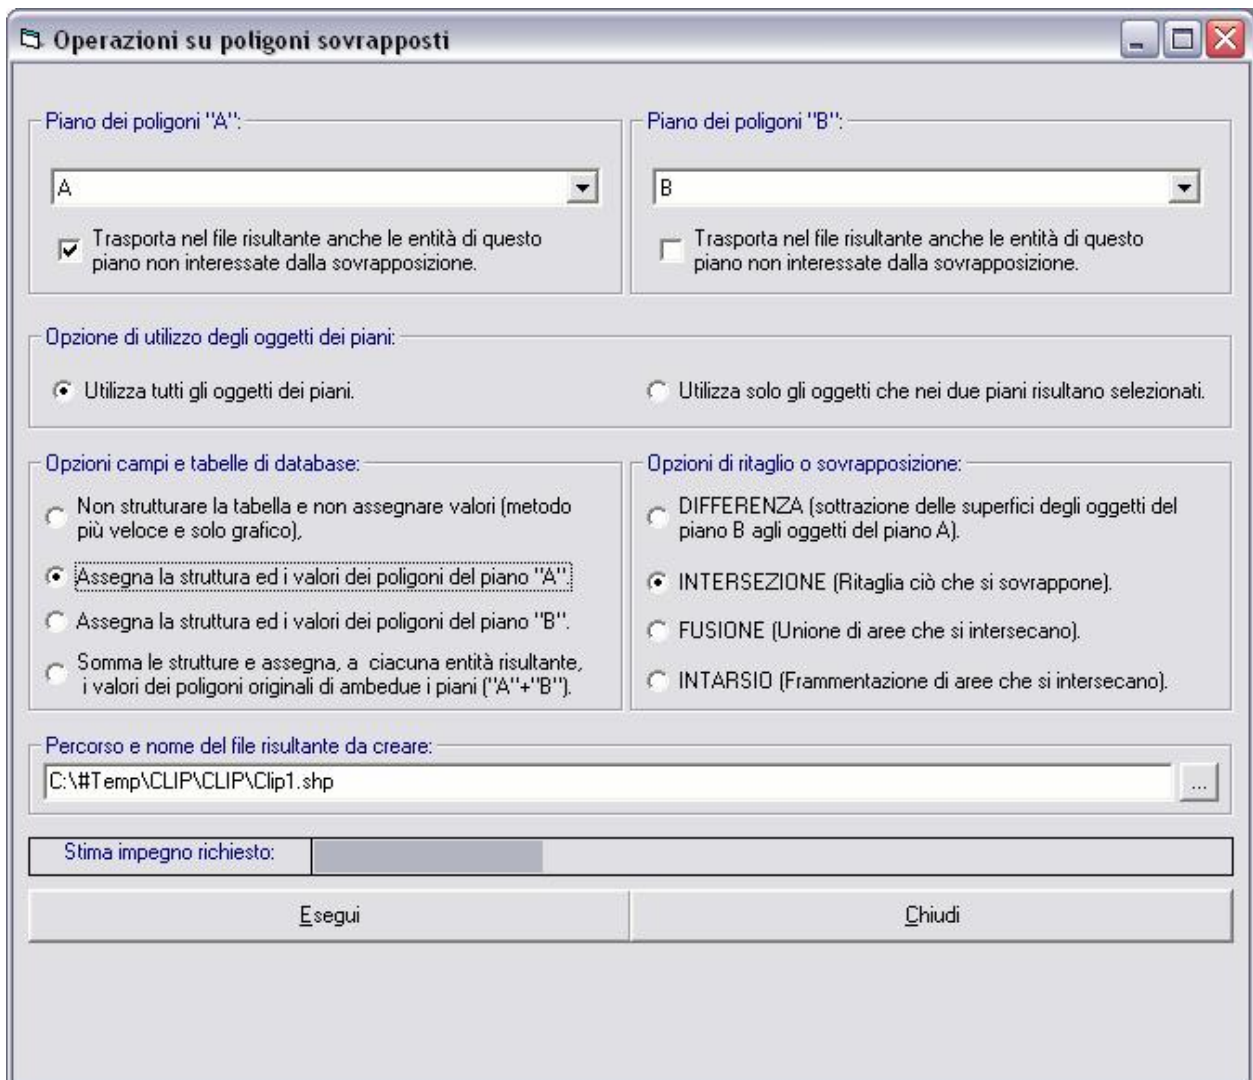 Operazioni su poligoni sovrapposti
Piano dei poligoni "A":
A
Trasporta nel file risultante anche le entità di questo
piano non interessate dalla sovrapposizione.
Piano dei poligoni "B":
B
Trasporta nel file risultante anche le entità di questo
piano non interessate dalla sovrapposizione.
Opzione di utilizzo degli oggetti dei piani:
Utilizza tutti gli oggetti dei piani.
Utilizza solo gli oggetti che nei due piani risultano selezionati.
Opzioni campi e tabelle di database:
Non strutturare la tabella e non assegnare valori (metodo
più veloce e solo grafico),
Assegna la struttura ed i valori dei poligoni del piano "A".
Assegna la struttura ed i valori dei poligoni del piano "B".
Somma le strutture e assegna, a  ciacuna entità risultante,
i valori dei poligoni originali di ambedue i piani ("A"+"B").
Opzioni di ritaglio o sovrapposizione:
DIFFERENZA (sottrazione delle superfici degli oggetti del
piano B agli oggetti del piano A).
INTERSEZIONE (Ritaglia ciò che si sovrappone).
FUSIONE (Unione di aree che si intersecano).
INTARSIO (Frammentazione di aree che si intersecano).
Percorso e nome del file risultante da creare:
C:\#Temp\CLIP\CLIP\Clip1.shp
...
Stima impegno richiesto:
Esegui
Chiudi